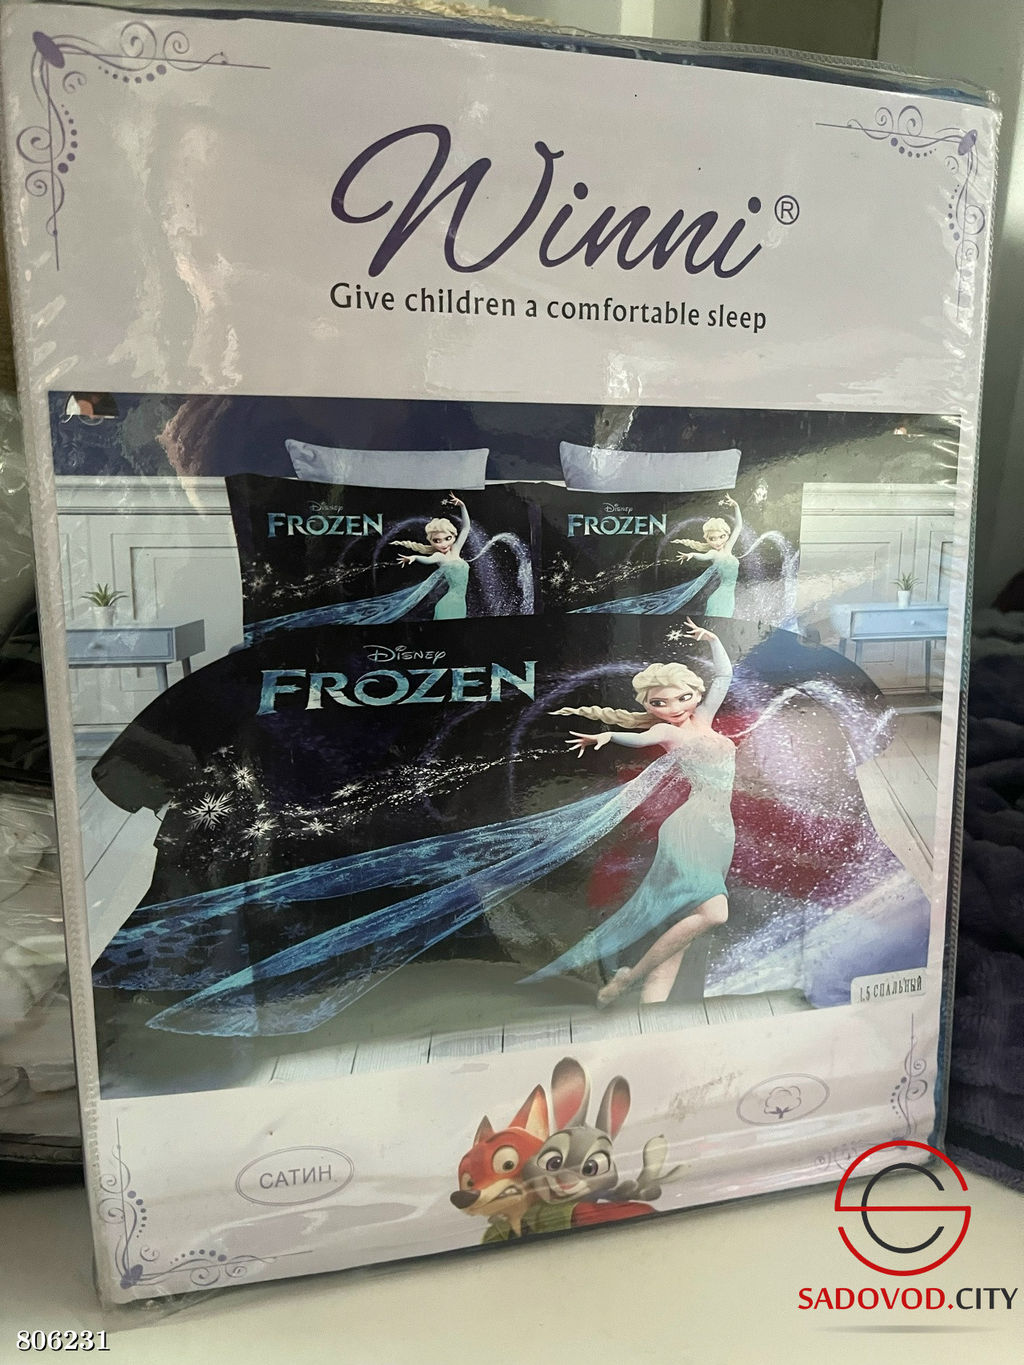 Winni®
Give children a comfortable sleep
Disney
FROZEN
Disney
FROZEN
Disney
FROZEN
1,5 СПАЛЬНЫЙ
САТИН
SADOVOD.CITY
806231